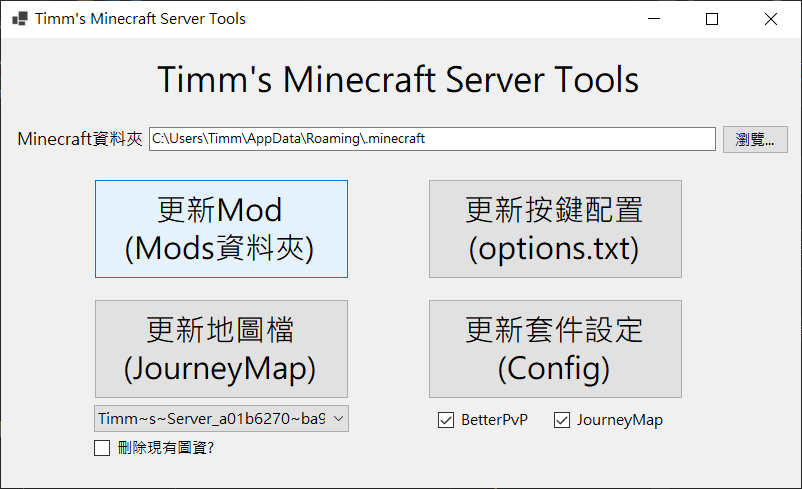 Timm's Minecraft Server Tools
Timm's Minecraft Server Tools
Minecraft資料夾 C:\Users\Timm\AppData\Roaming\.minecraft 瀏覽...
更新Mod
(Mods資料夾)
更新按鍵配置
(options.txt)
更新地圖檔
(JourneyMap)
更新套件設定
(Config)
Timm~s~Server_a01b6270~ba9
BetterPvP JourneyMap
刪除現有圖資?